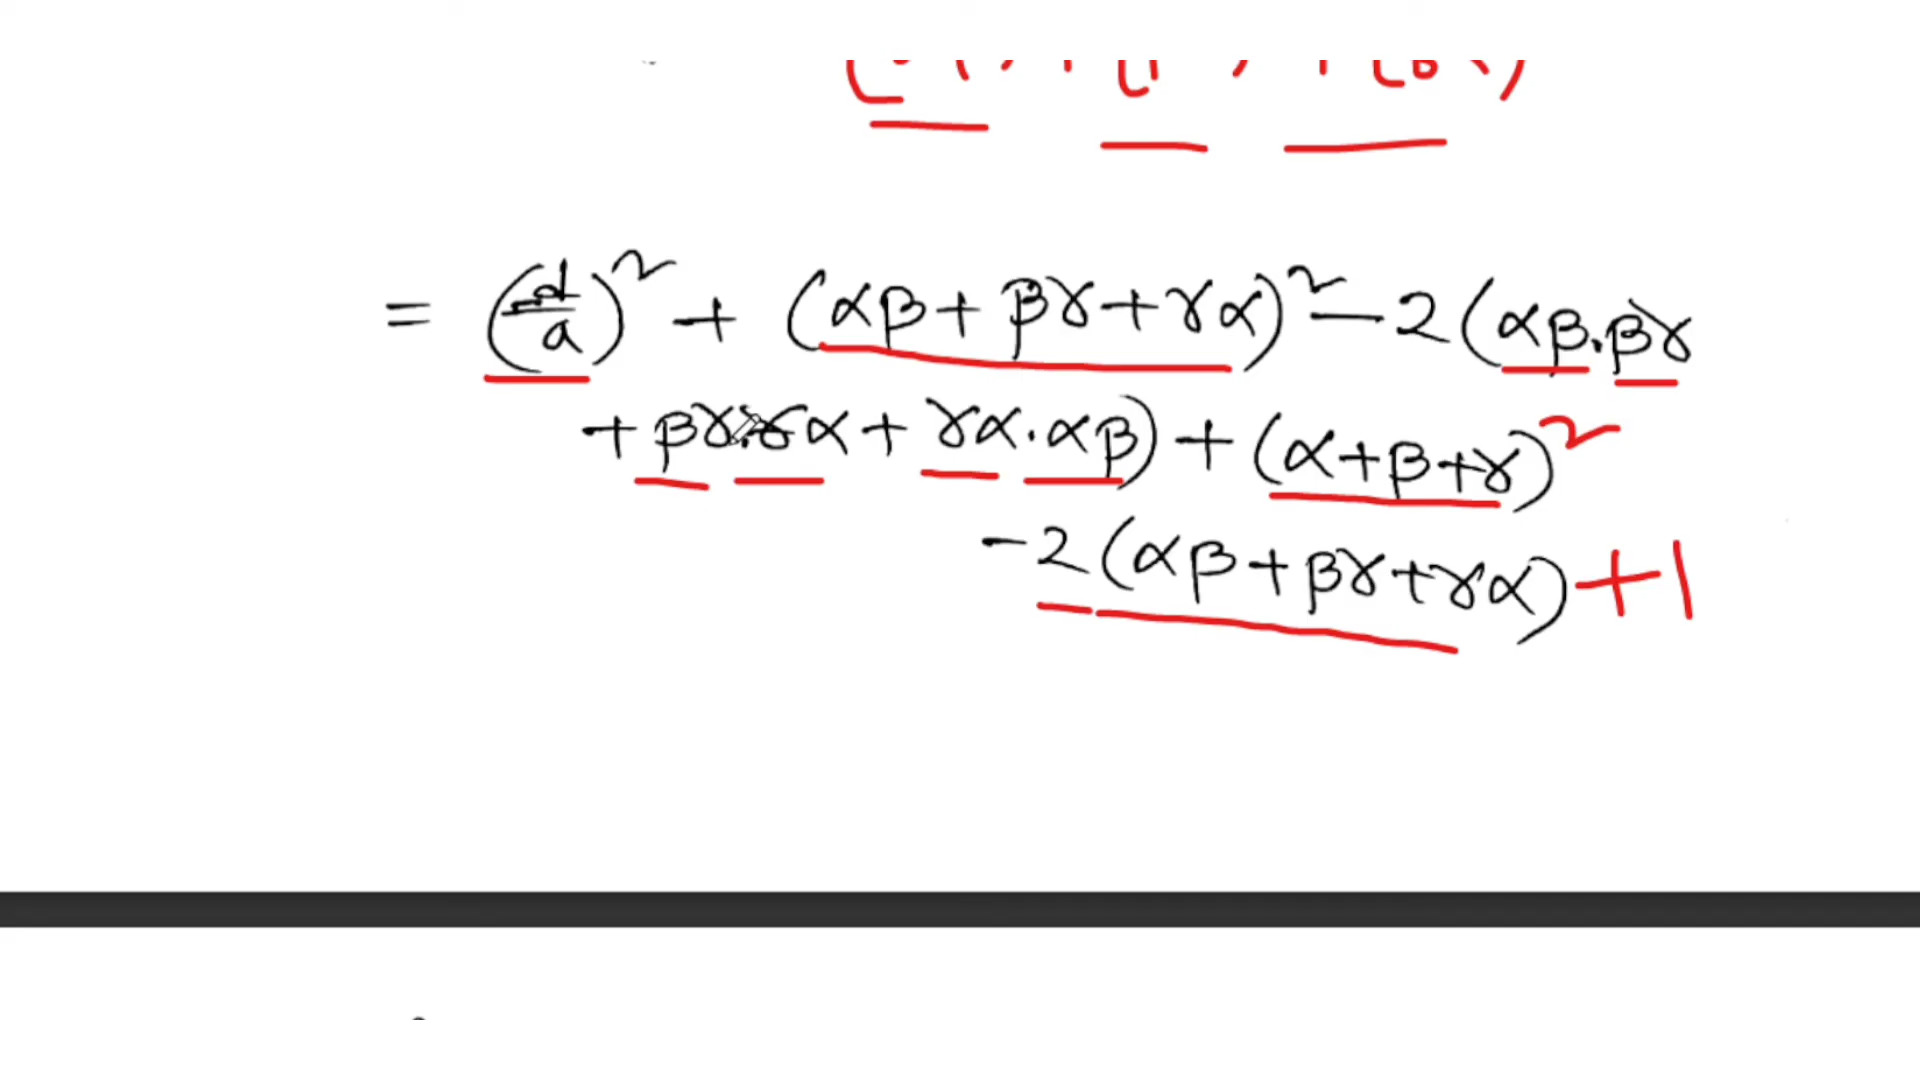 = (-d/a)² + (αβ + βγ + γα)² - 2(αβ.βγ
+ βγ.γα + γα.αβ) + (α+β+γ)²
-2(αβ+βγ+γα)+1